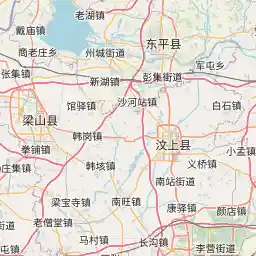 老湖镇
戴庙镇
东平县
商老庄乡
州城街道
军屯乡
张集镇
新湖镇
彭集街道
馆驿镇
沙河站镇
白石镇
梁山县
韩岗镇
汶上县
拳铺镇
小孟镇
韩垓镇
义桥镇
庄集镇
南站街道
梁宝寺镇
南旺镇
老僧堂镇
康驿镇
颜店镇
屯镇
马村镇
长沟镇
李营街道